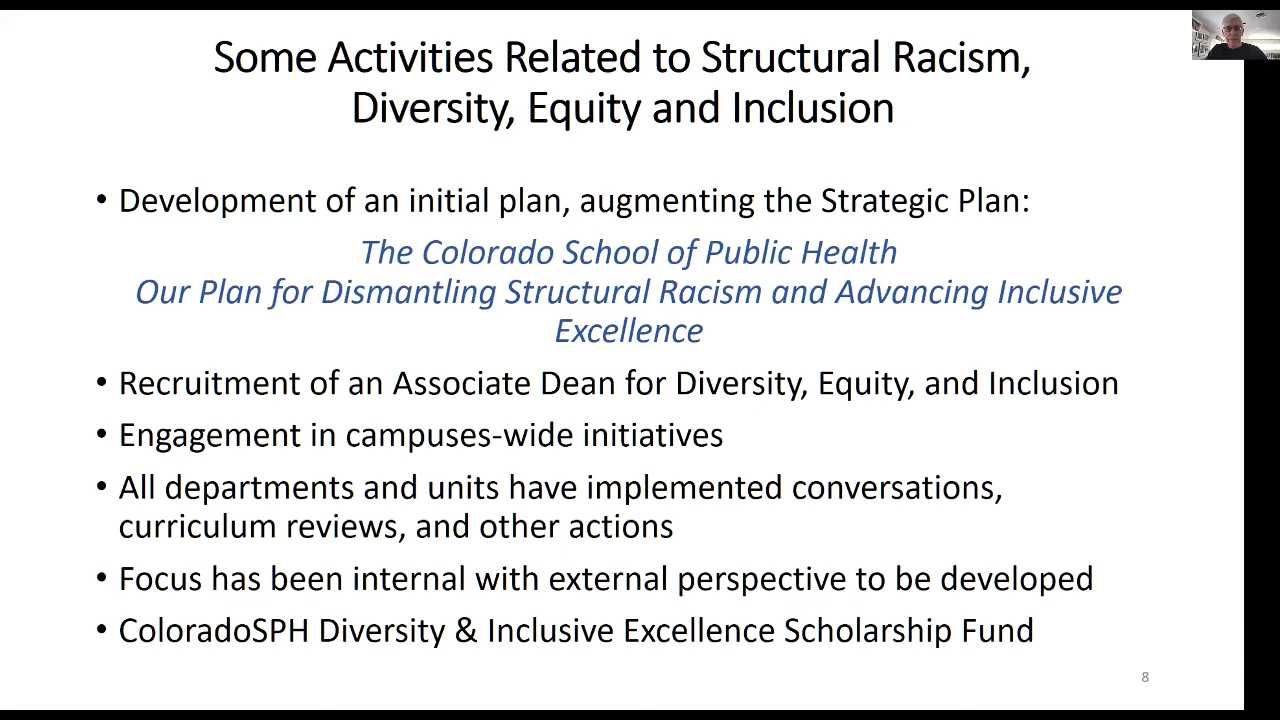 Some Activities Related to Structural Racism,
Diversity, Equity and Inclusion
• Development of an initial plan, augmenting the Strategic Plan:
The Colorado School of Public Health
Our Plan for Dismantling Structural Racism and Advancing Inclusive
Excellence
• Recruitment of an Associate Dean for Diversity, Equity, and Inclusion
• Engagement in campuses-wide initiatives
• All departments and units have implemented conversations,
curriculum reviews, and other actions
• Focus has been internal with external perspective to be developed
• ColoradoSPH Diversity & Inclusive Excellence Scholarship Fund
8